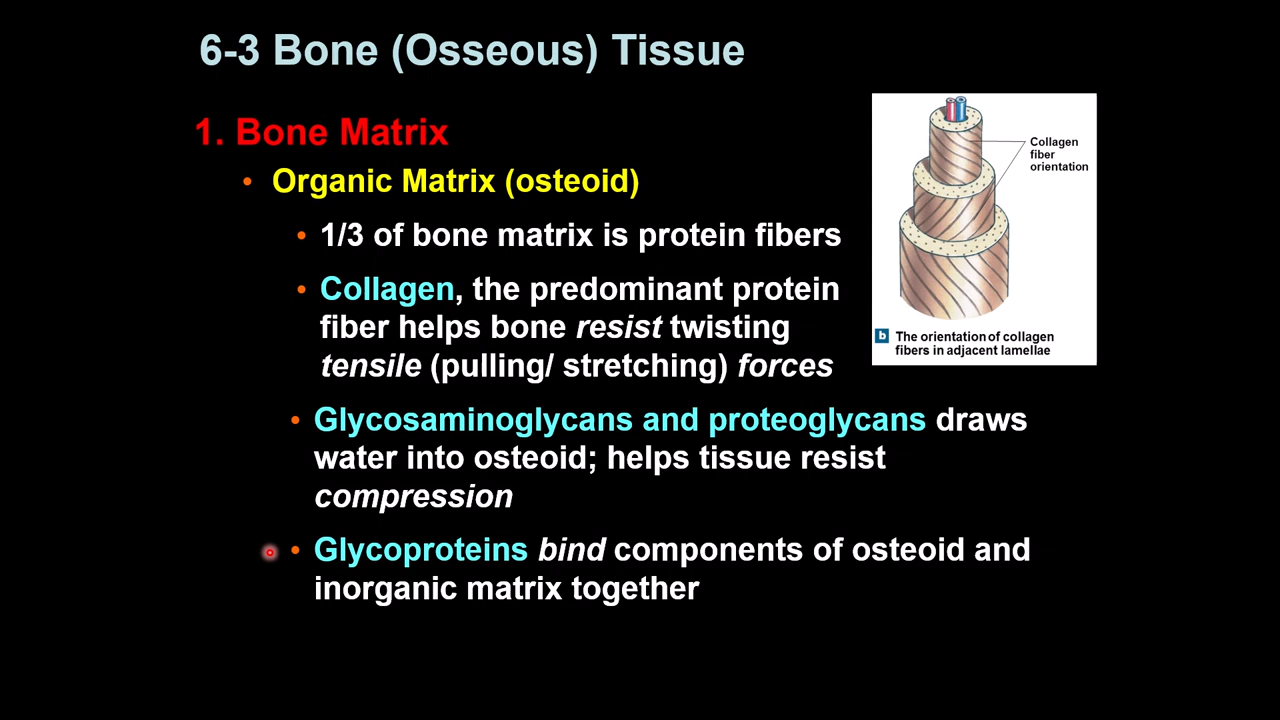 6-3 Bone (Osseous) Tissue
1. Bone Matrix
• Organic Matrix (osteoid)
• 1/3 of bone matrix is protein fibers
• Collagen, the predominant protein
fiber helps bone resist twisting
tensile (pulling/ stretching) forces
• Glycosaminoglycans and proteoglycans draws
water into osteoid; helps tissue resist
compression
• Glycoproteins bind components of osteoid and
inorganic matrix together
Collagen
fiber
orientation
b The orientation of collagen
fibers in adjacent lamellae